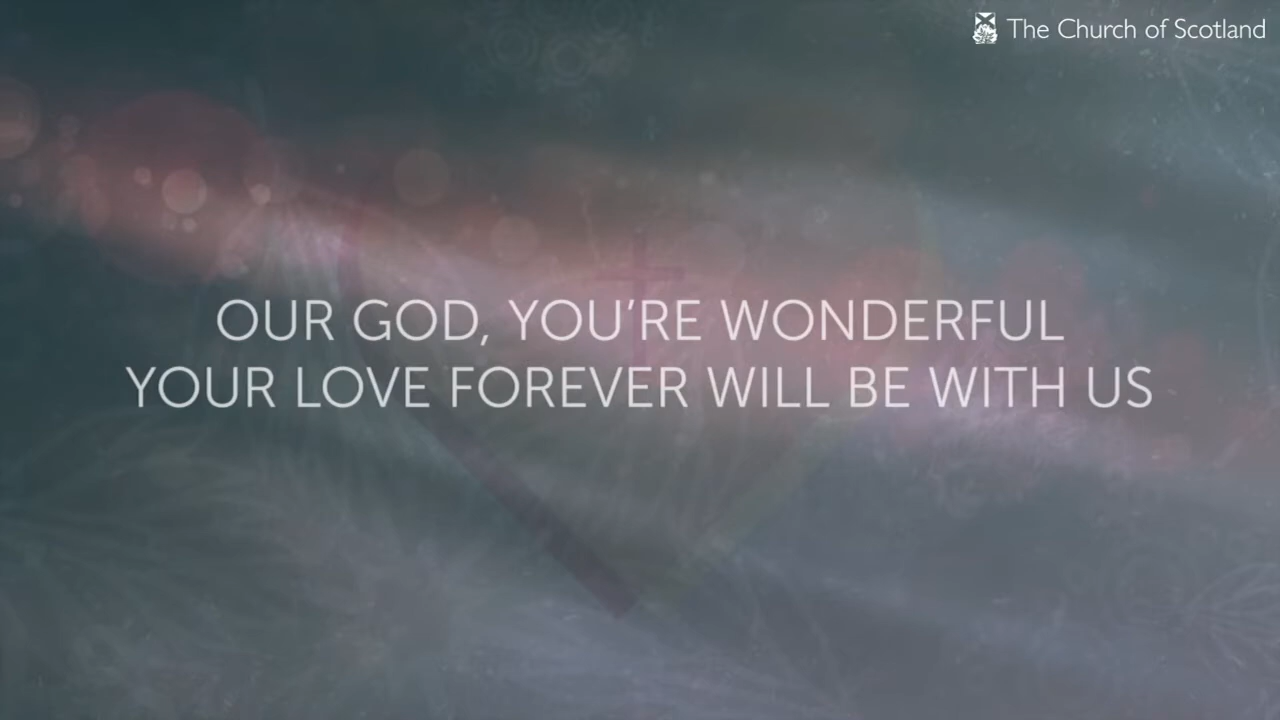 The Church of Scotland
OUR GOD, YOU'RE WONDERFUL
YOUR LOVE FOREVER WILL BE WITH US